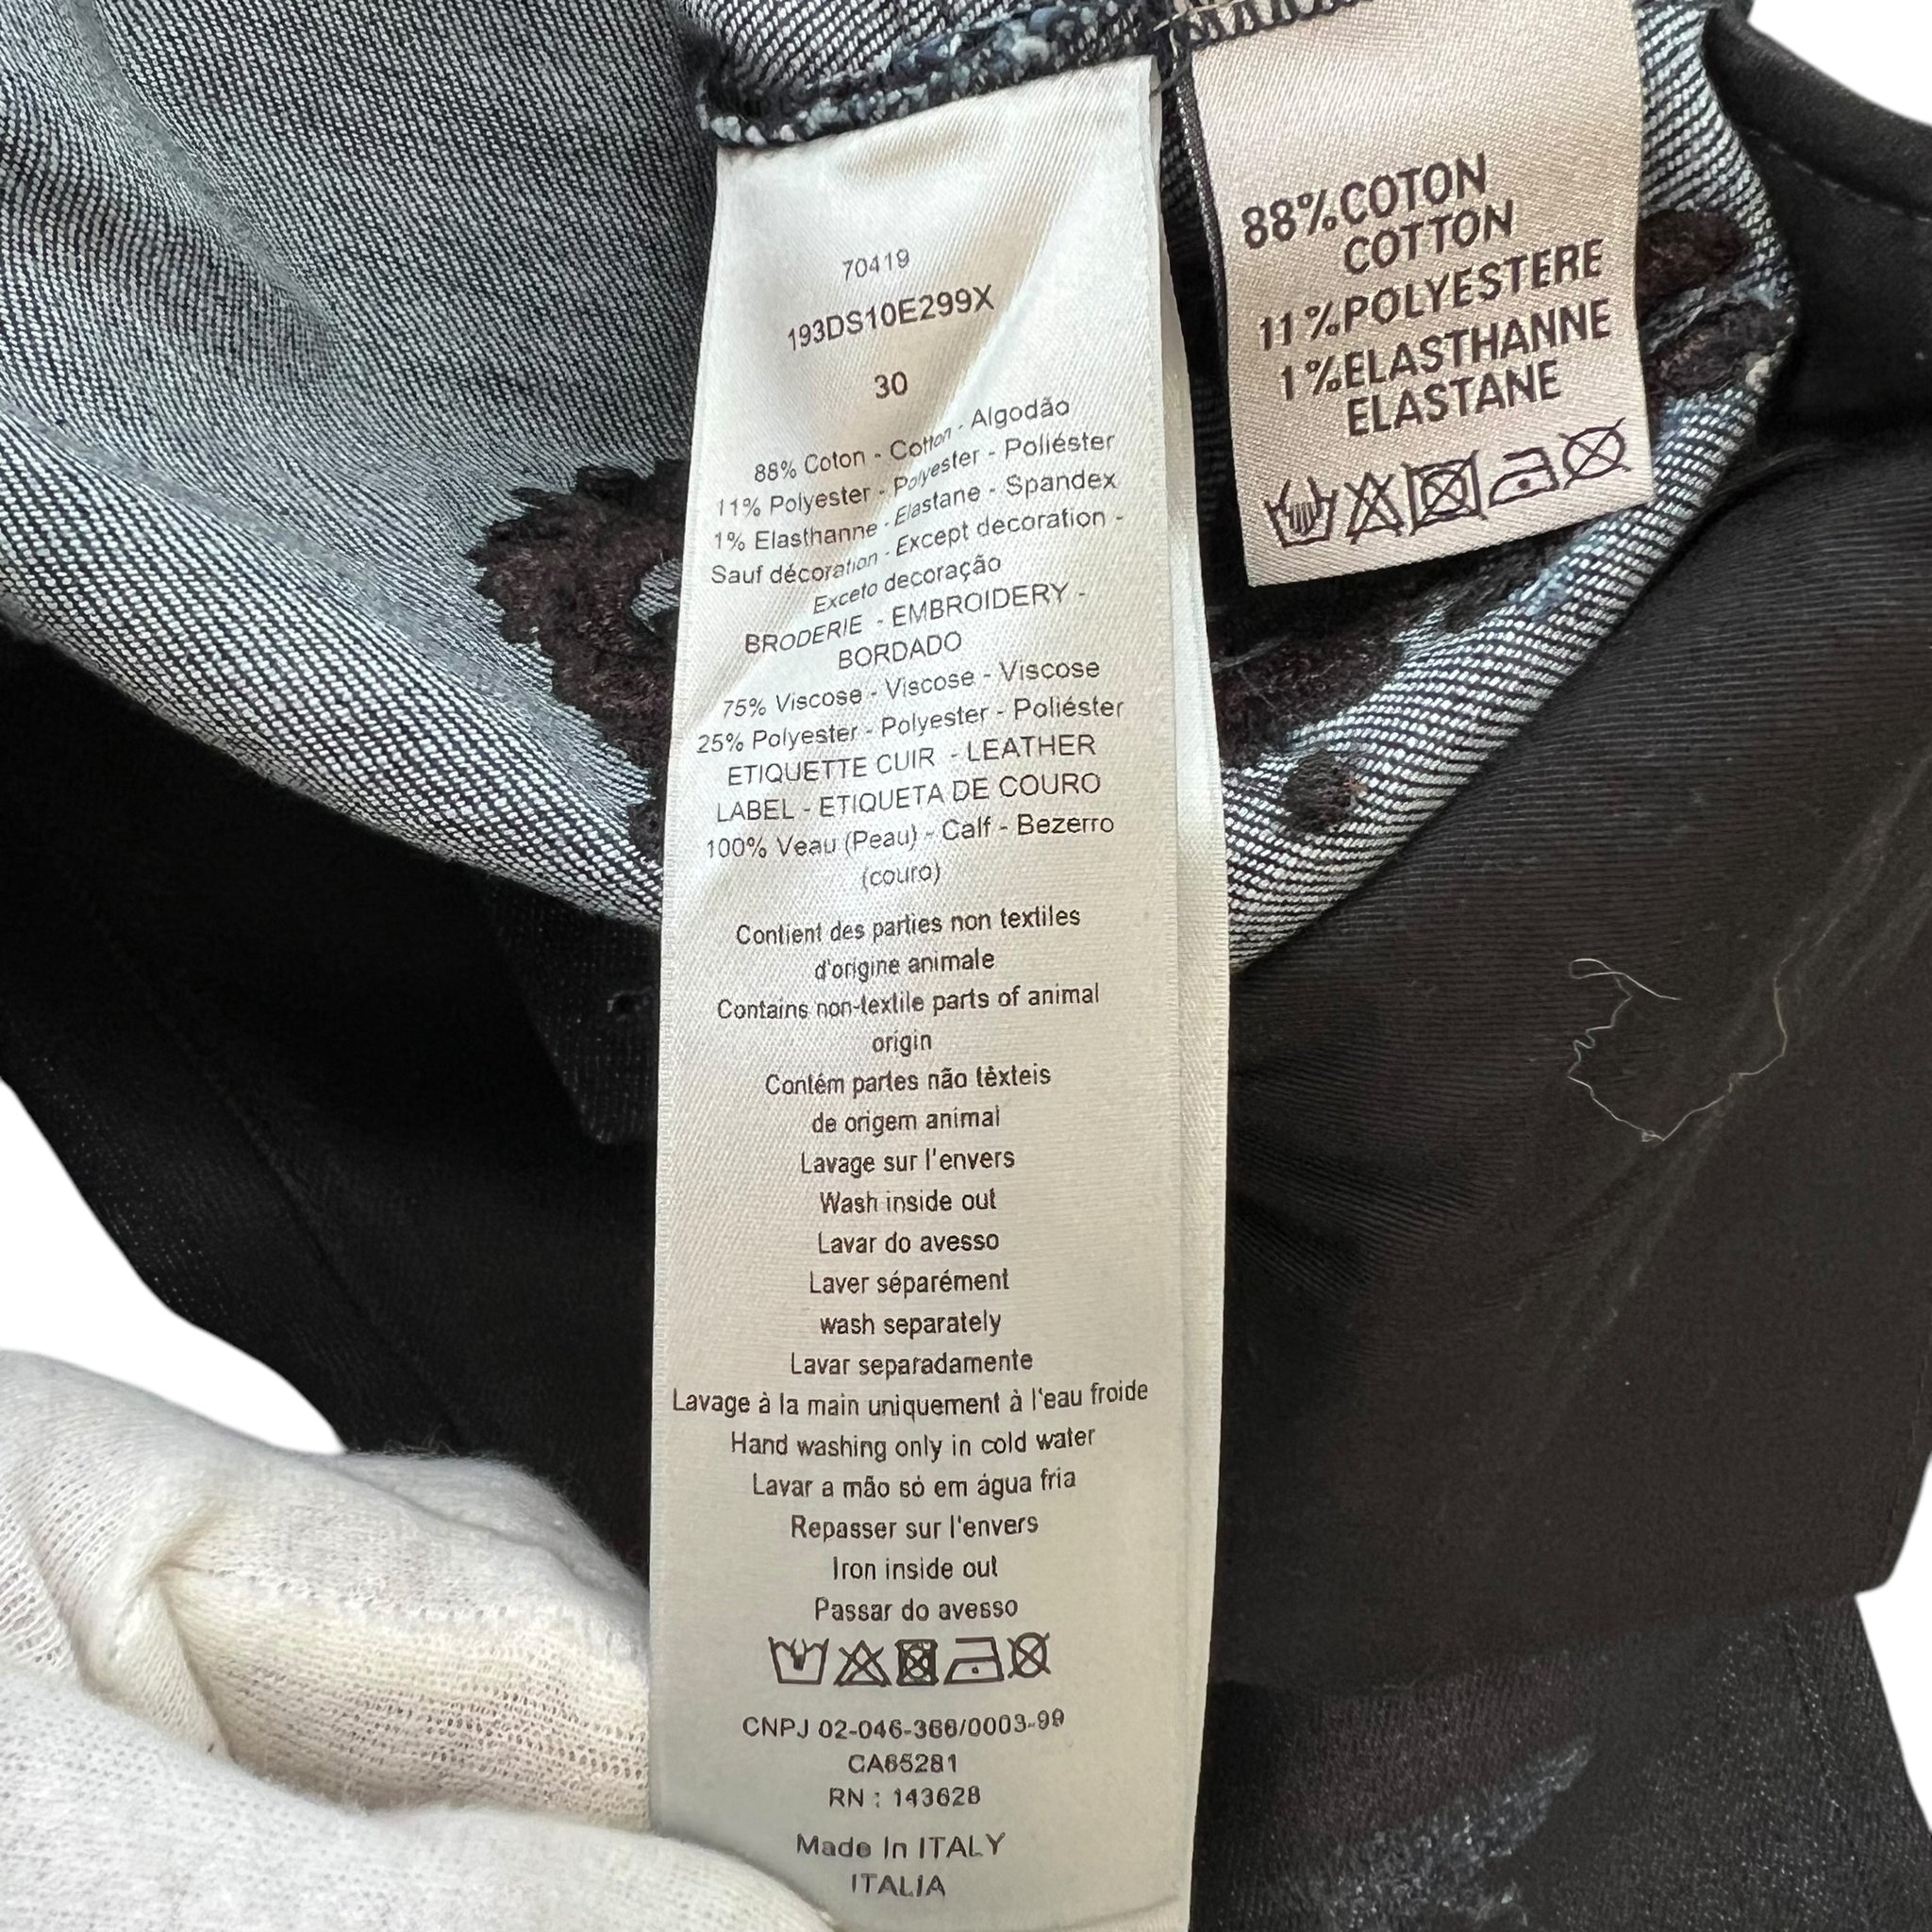 70419
193DS10E299X
30
88% Coton - Cotton - Algodão
11% Polyester - Polyester - Poliéster
1% Elasthanne - Elastane - Spandex
Sauf décoration - Except decoration -
Exceto decoração
BRODERIE - EMBROIDERY -
BORDADO
75% Viscose - Viscose - Viscose
25% Polyester - Polyester - Poliéster
ETIQUETTE CUIR - LEATHER
LABEL - ETIQUETA DE COURO
100% Veau (Peau) - Calf - Bezerro
(couro)
Contient des parties non textiles
d'origine animale
Contains non-textile parts of animal
origin
Contém partes não têxteis
de origem animal
Lavage sur l'envers
Wash inside out
Lavar do avesso
Laver séparément
wash separately
Lavar separadamente
Lavage à la main uniquement à l'eau froide
Hand washing only in cold water
Lavar a mão só em água fria
Repasser sur l'envers
Iron inside out
Passar do avesso
CNPJ 02-046-366/0003-99
CA65281
RN : 143628
Made In ITALY
ITALIA
88%COTON
COTTON
11%POLYESTERE
1%ELASTHANNE
ELASTANE